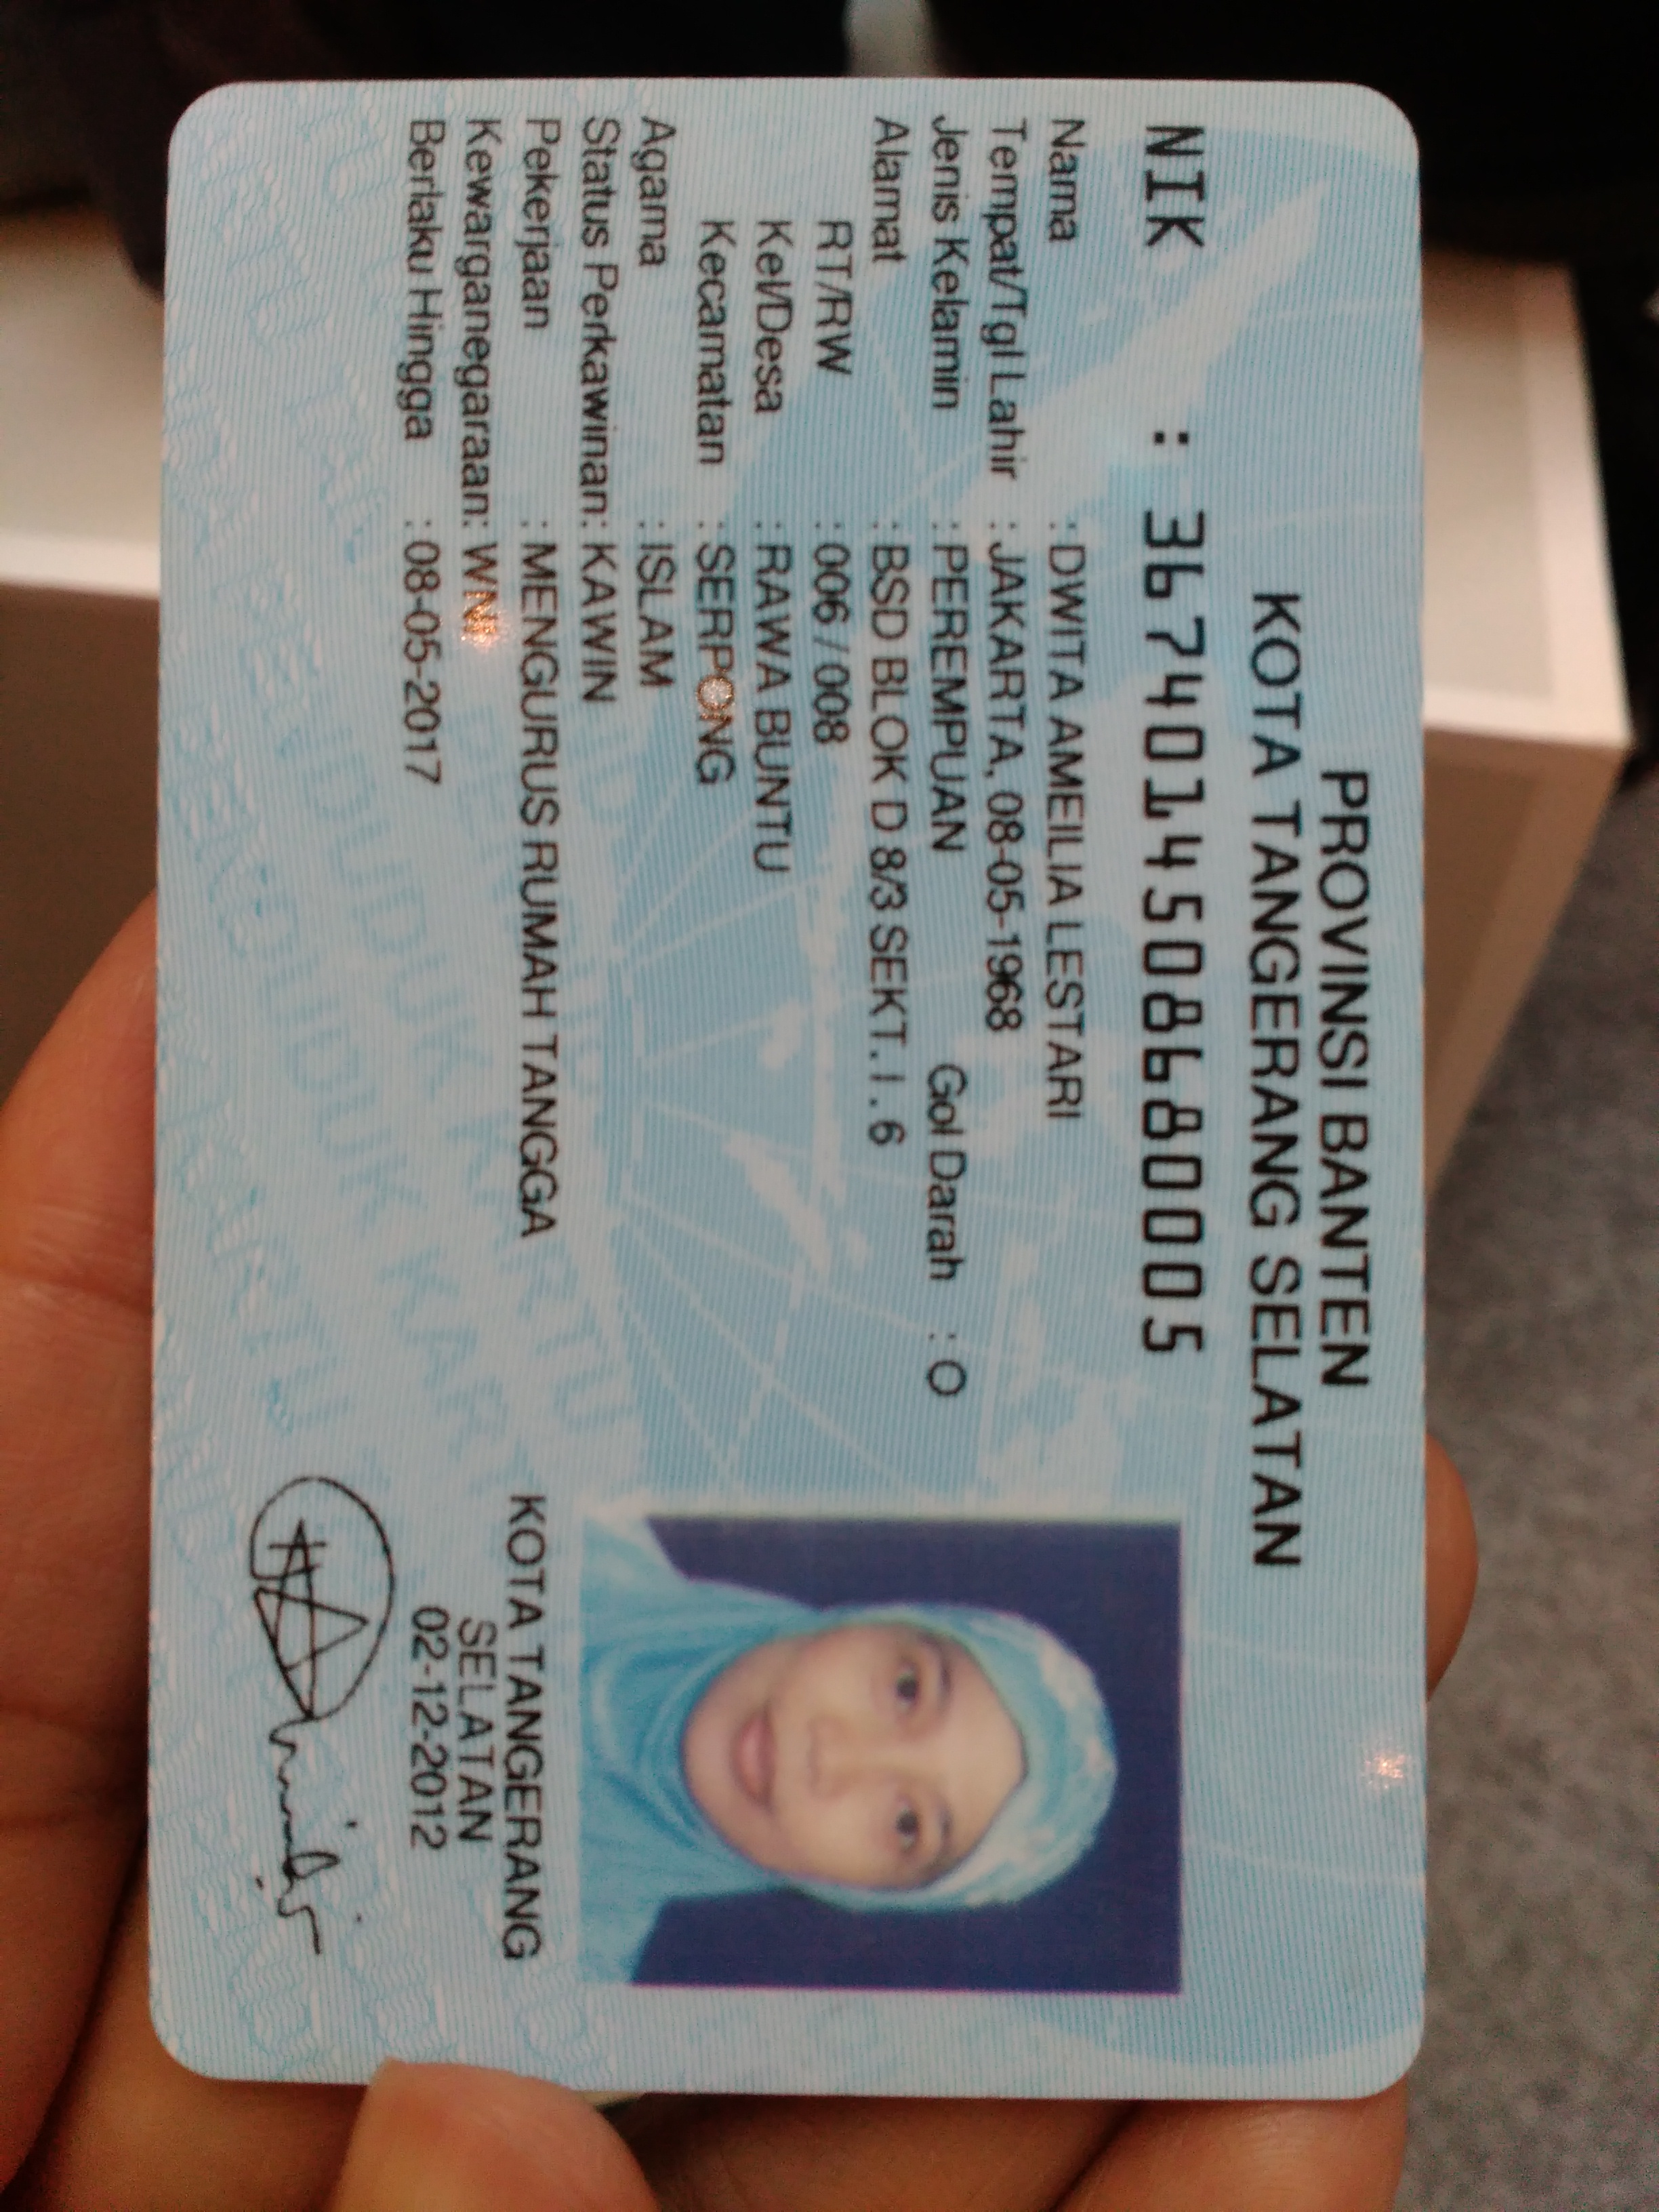 PROVINSI BANTEN
KOTA TANGERANG SELATAN
NIK : 3674014508680005
Nama : DWITA AMEILIA LESTARI
Tempat/Tgl Lahir : JAKARTA, 08-05-1968
Jenis Kelamin : PEREMPUAN Gol Darah : O
Alamat : BSD BLOK D 8/3 SEKT. I . 6
RT/RW : 006 / 008
Kel/Desa : RAWA BUNTU
Kecamatan : SERPONG
Agama : ISLAM
Status Perkawinan: KAWIN
Pekerjaan : MENGURUS RUMAH TANGGA
Kewarganegaraan: WNI
Berlaku Hingga : 08-05-2017
KOTA TANGERANG
SELATAN
02-12-2012